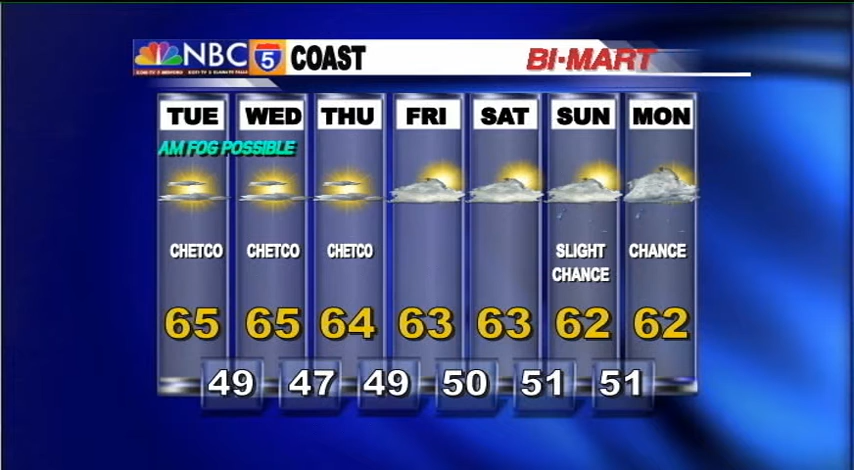 NBC 5 COAST
BI-MART
TUE WED THU FRI SAT SUN MON
AM FOG POSSIBLE
CHETCO CHETCO CHETCO SLIGHT CHANCE CHANCE
65 65 64 63 63 62 62
49 47 49 50 51 51